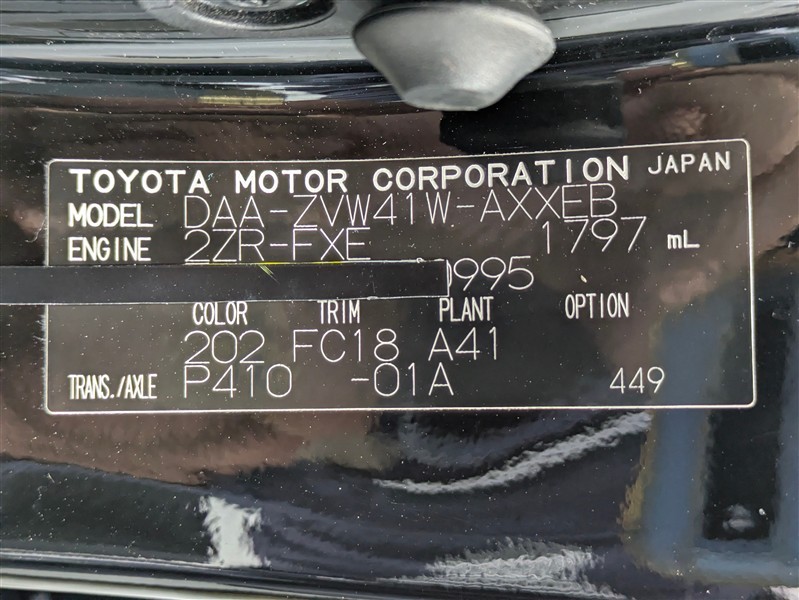 TOYOTA MOTOR CORPORATION JAPAN
MODEL DAA-ZVW41W-AXXEB
ENGINE 2ZR-FXE 1797 mL
995
COLOR TRIM PLANT OPTION
202 FC18 A41
TRANS./AXLE P410 -01A 449